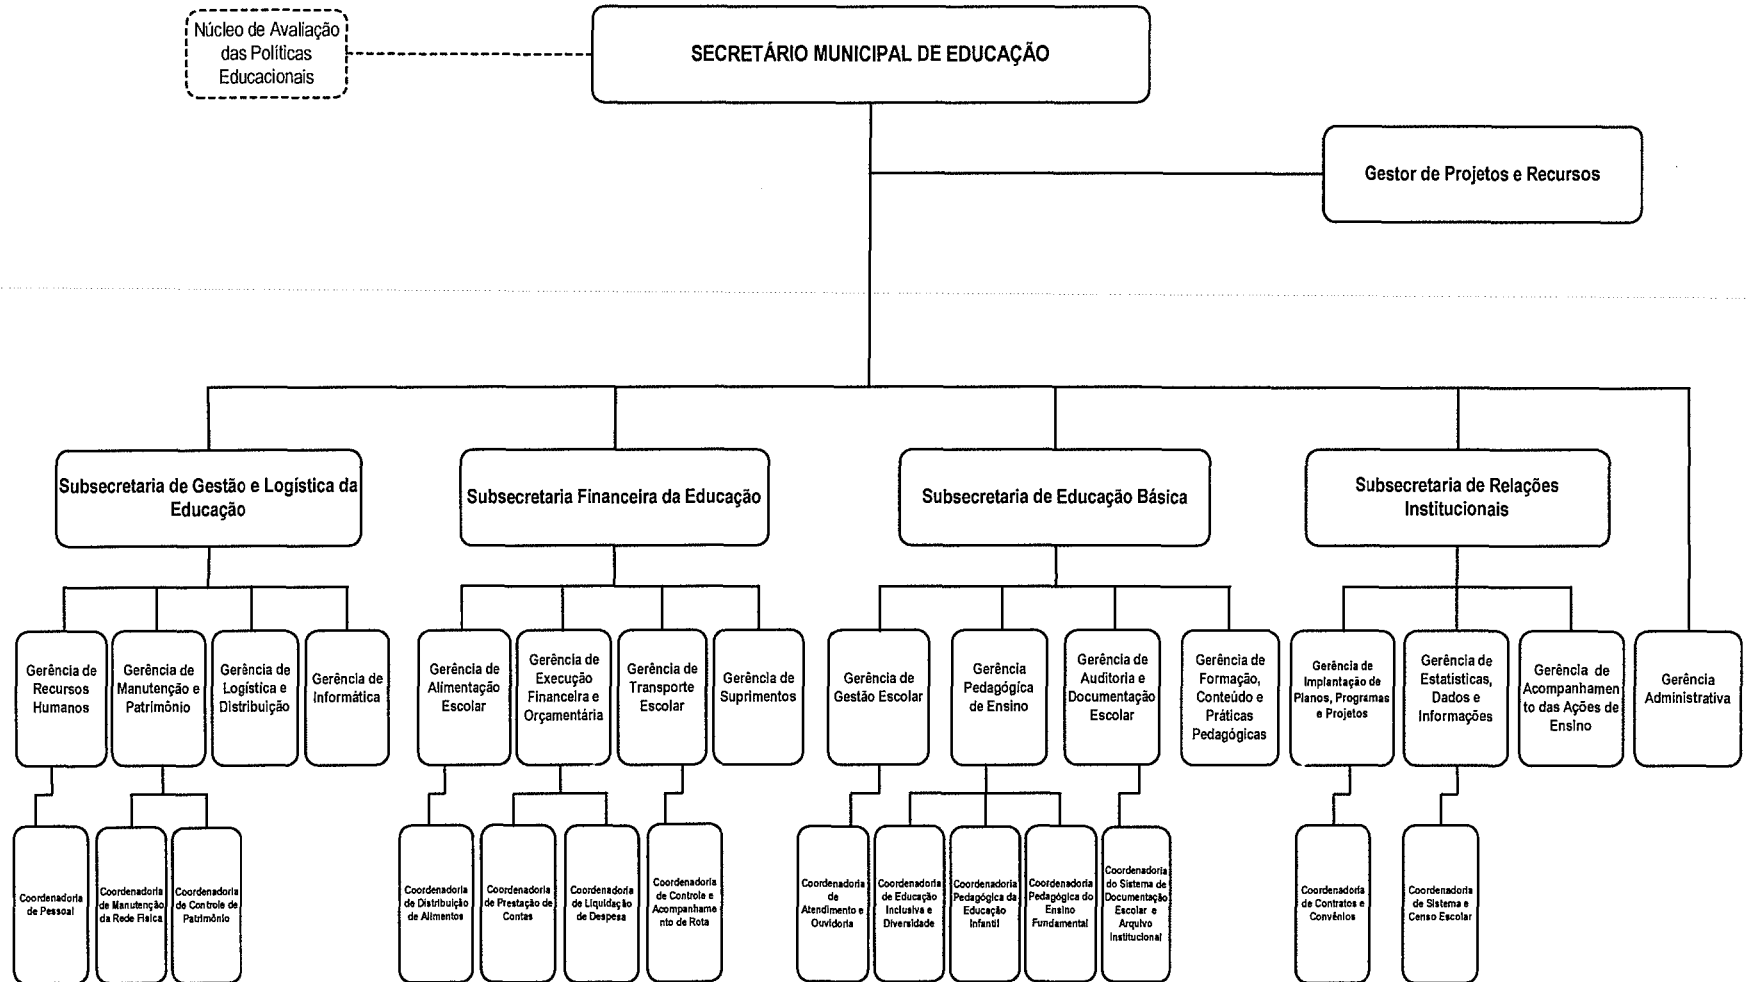 Núcleo de Avaliação
das Políticas
Educacionais
SECRETÁRIO MUNICIPAL DE EDUCAÇÃO
Gestor de Projetos e Recursos
Subsecretaria de Gestão e Logística da
Educação
Subsecretaria Financeira da Educação
Subsecretaria de Educação Básica
Subsecretaria de Relações
Institucionais
Gerência de
Recursos
Humanos
Gerência de
Manutenção e
Patrimônio
Gerência de
Logística e
Distribuição
Gerência de
Informática
Gerência de
Alimentação
Escolar
Gerência de
Execução
Financeira e
Orçamentária
Gerência de
Transporte
Escolar
Gerência de
Suprimentos
Gerência de
Gestão Escolar
Gerência
Pedagógica
de Ensino
Gerência de
Auditoria e
Documentação
Escolar
Gerência de
Formação,
Conteúdo e
Práticas
Pedagógicas
Gerência de
Implantação de
Planos, Programas
e Projetos
Gerência de
Estatísticas,
Dados e
Informações
Gerência de
Acompanhamen
to das Ações de
Ensino
Gerência
Administrativa
Coordenadoria
de Pessoal
Coordenadoria
de Manutenção
da Rede Física
Coordenadoria
de Controle de
Patrimônio
Coordenadoria
de Distribuição
de Alimentos
Coordenadoria
de Prestação de
Contas
Coordenadoria
de Liquidação
de Despesa
Coordenadoria
de Controle e
Acompanhame
nto de Rota
Coordenadoria
de
Atendimento e
Ouvidoria
Coordenadoria
de Educação
Inclusiva e
Diversidade
Coordenadoria
Pedagógica da
Educação
Infantil
Coordenadoria
Pedagógica do
Ensino
Fundamental
Coordenadoria
do Sistema de
Documentação
Escolar e
Arquivo
Institucional
Coordenadoria
de Contratos e
Convênios
Coordenadoria
de Sistema e
Censo Escolar